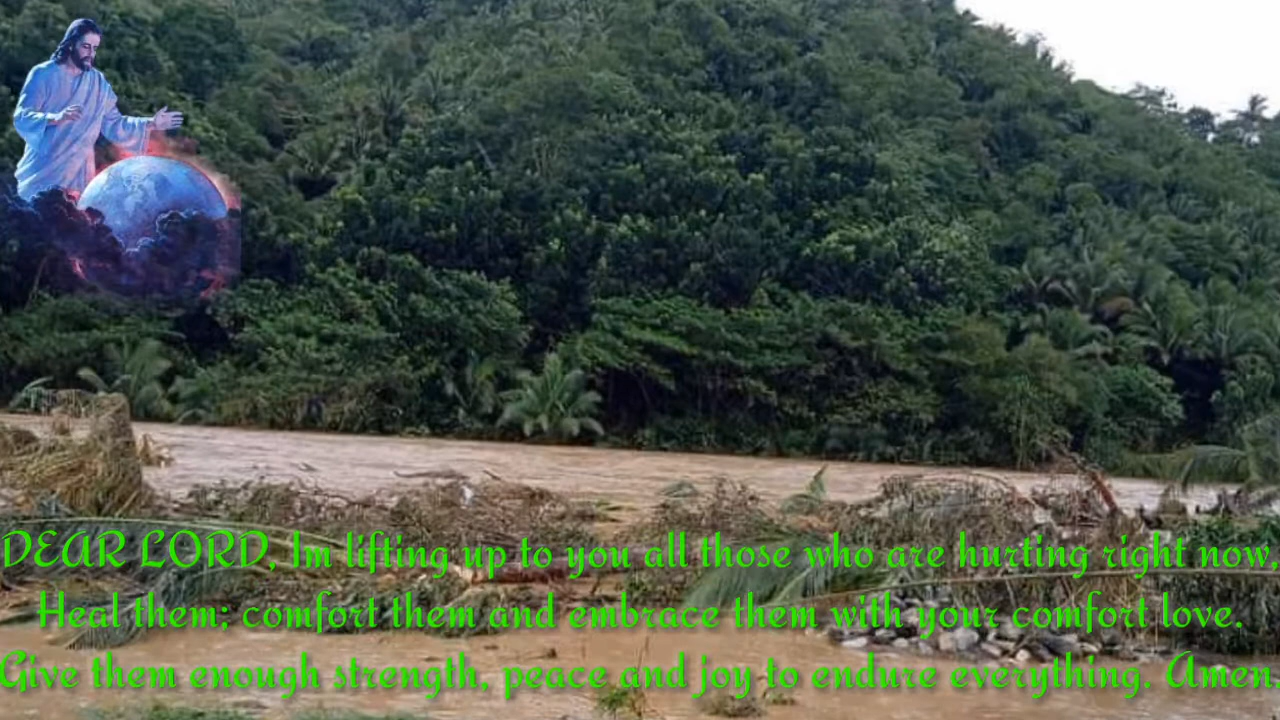 DEAR LORD, Im lifting up to you all those who are hurting right now,
Heal them; comfort them and embrace them with your comfort love.
Give them enough strength, peace and joy to endure everything. Amen.